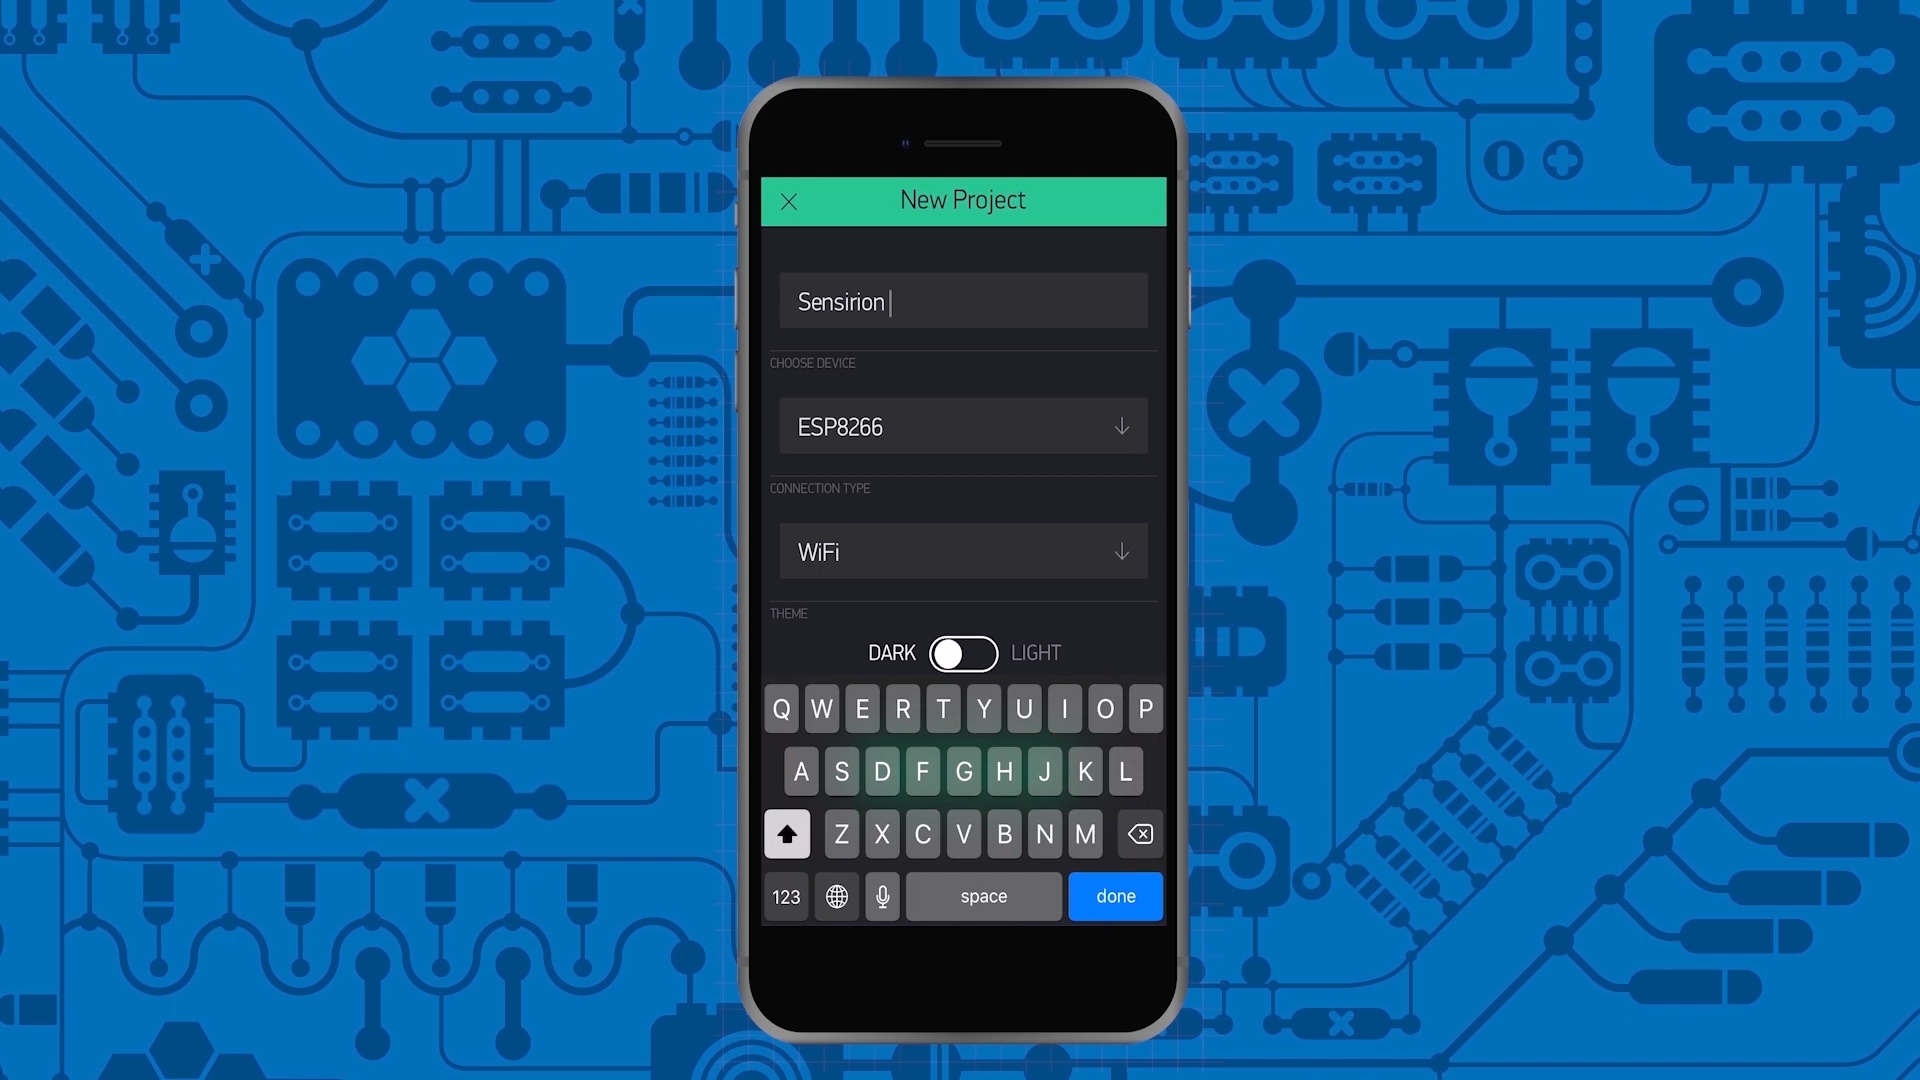 New Project
Sensirion
CHOOSE DEVICE
ESP8266
CONNECTION TYPE
WiFi
THEME
DARK LIGHT
Q W E R T Y U I O P
A S D F G H J K L
Z X C V B N M
123 space done